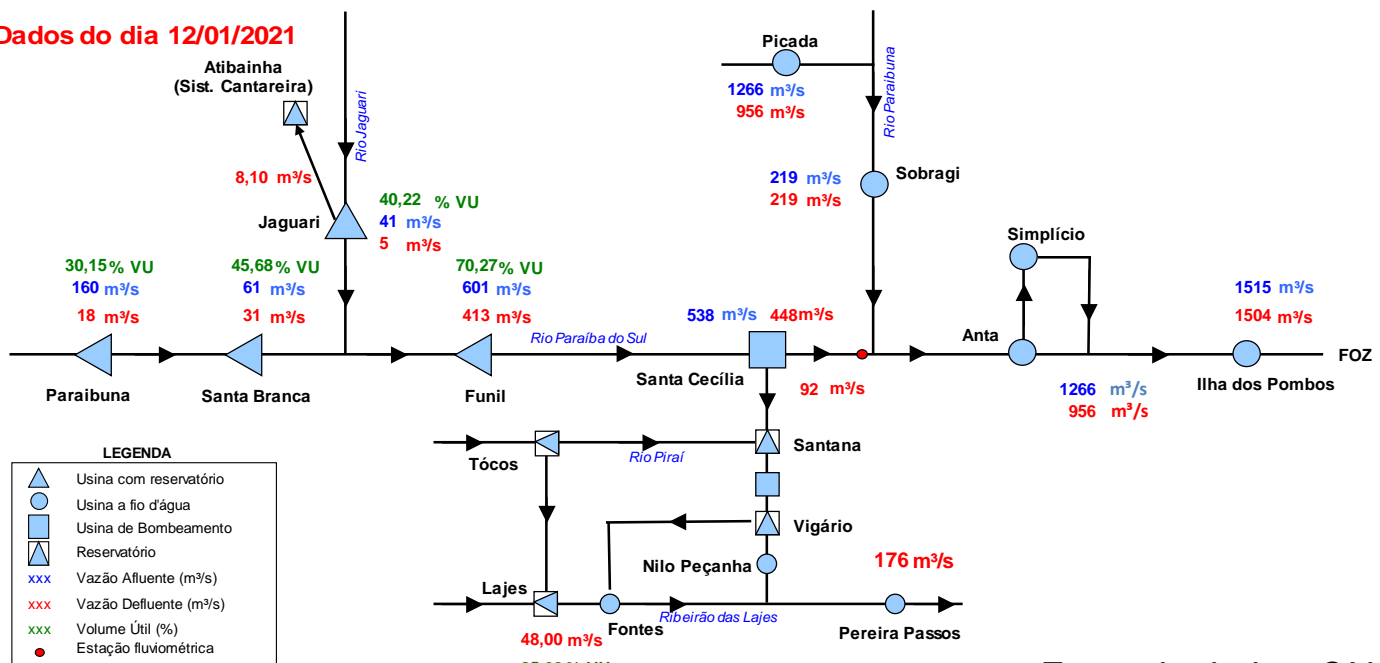 Dados do dia 12/01/2021
Atibainha
(Sist. Cantareira)
Rio Jaguari
8,10 m³/s
Jaguari
40,22 % VU
41 m³/s
5 m³/s
Picada
1266 m³/s
956 m³/s
Rio Paraibuna
219 m³/s
219 m³/s
Sobragi
Simplício
30,15% VU
160 m³/s
18 m³/s
Paraibuna
45,68% VU
61 m³/s
31 m³/s
Santa Branca
70,27% VU
601 m³/s
413 m³/s
Funil
Rio Paraíba do Sul
538 m³/s 448m³/s
Santa Cecília
92 m³/s
Anta
1266 m³/s
956 m³/s
1515 m³/s
1504 m³/s
Ilha dos Pombos
FOZ
Tócos
Rio Piraí
Santana
Vigário
Nilo Peçanha
176 m³/s
Lajes
48,00 m³/s
Fontes
Ribeirão das Lajes
Pereira Passos
LEGENDA
Usina com reservatório
Usina a fio d'água
Usina de Bombeamento
Reservatório
xxx Vazão Afluente (m³/s)
xxx Vazão Defluente (m³/s)
xxx Volume Útil (%)
Estação fluviométrica